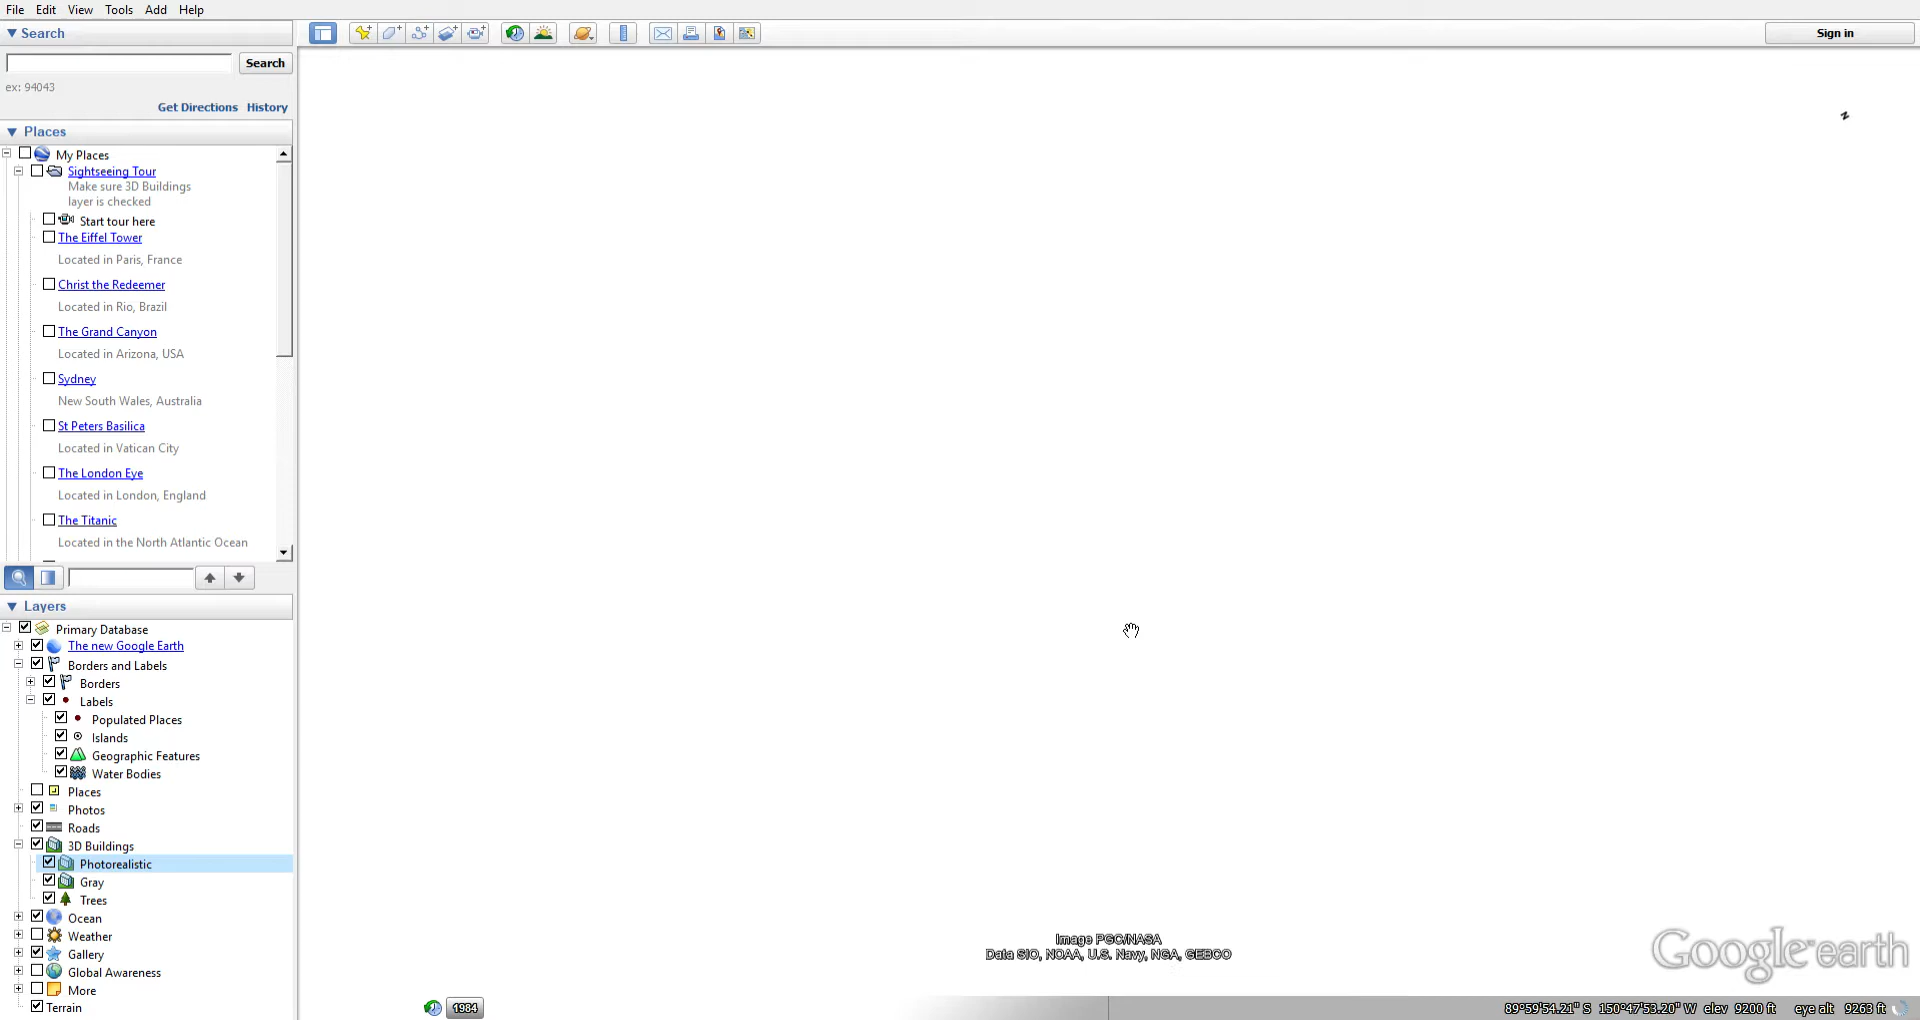 File Edit View Tools Add Help
Search
Sign in
Search
ex: 94043
Get Directions History
Places
My Places
Sightseeing Tour
Make sure 3D Buildings
layer is checked
Start tour here
The Eiffel Tower
Located in Paris, France
Christ the Redeemer
Located in Rio, Brazil
The Grand Canyon
Located in Arizona, USA
Sydney
New South Wales, Australia
St Peters Basilica
Located in Vatican City
The London Eye
Located in London, England
The Titanic
Located in the North Atlantic Ocean
Layers
Primary Database
The new Google Earth
Borders and Labels
Borders
Labels
Populated Places
Islands
Geographic Features
Water Bodies
Places
Photos
Roads
3D Buildings
Photorealistic
Gray
Trees
Ocean
Weather
Gallery
Global Awareness
More
Terrain
N
Image PGC/NASA
Data SIO, NOAA, U.S. Navy, NGA, GEBCO
Google earth
1984
89°59'54.21" S 150°47'53.20" W elev 9200 ft eye alt 9263 ft